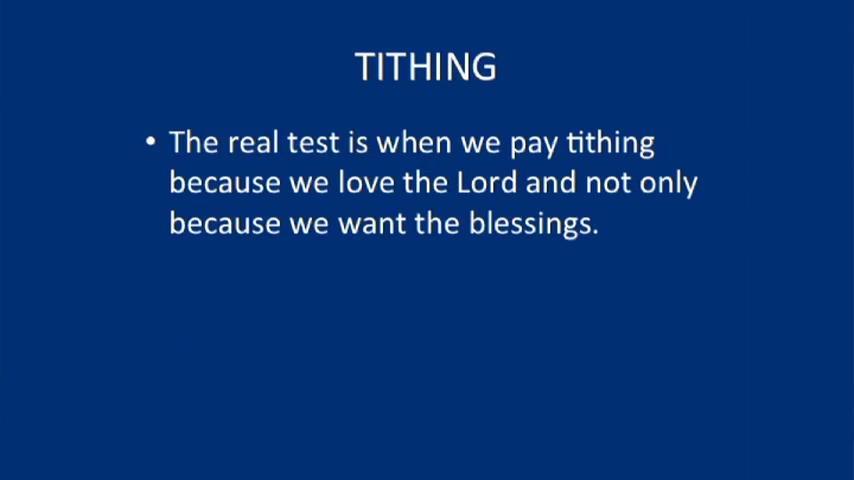 TITHING
• The real test is when we pay tithing
because we love the Lord and not only
because we want the blessings.